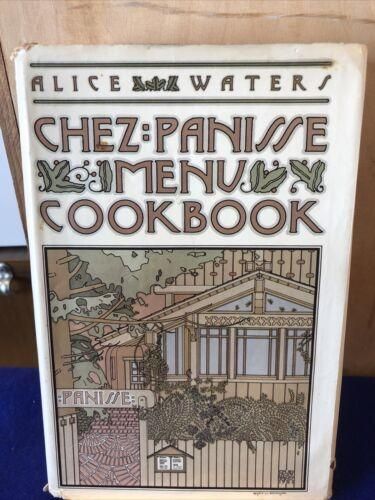 ALICE WATERS
CHEZ:PANISSE
MENU
COOKBOOK
:PANISSE: